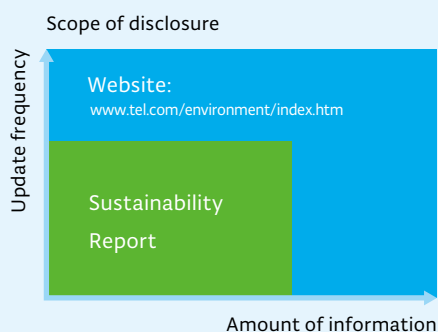 Scope of disclosure
Update frequency
Website:
www.tel.com/environment/index.htm
Sustainability
Report
Amount of information